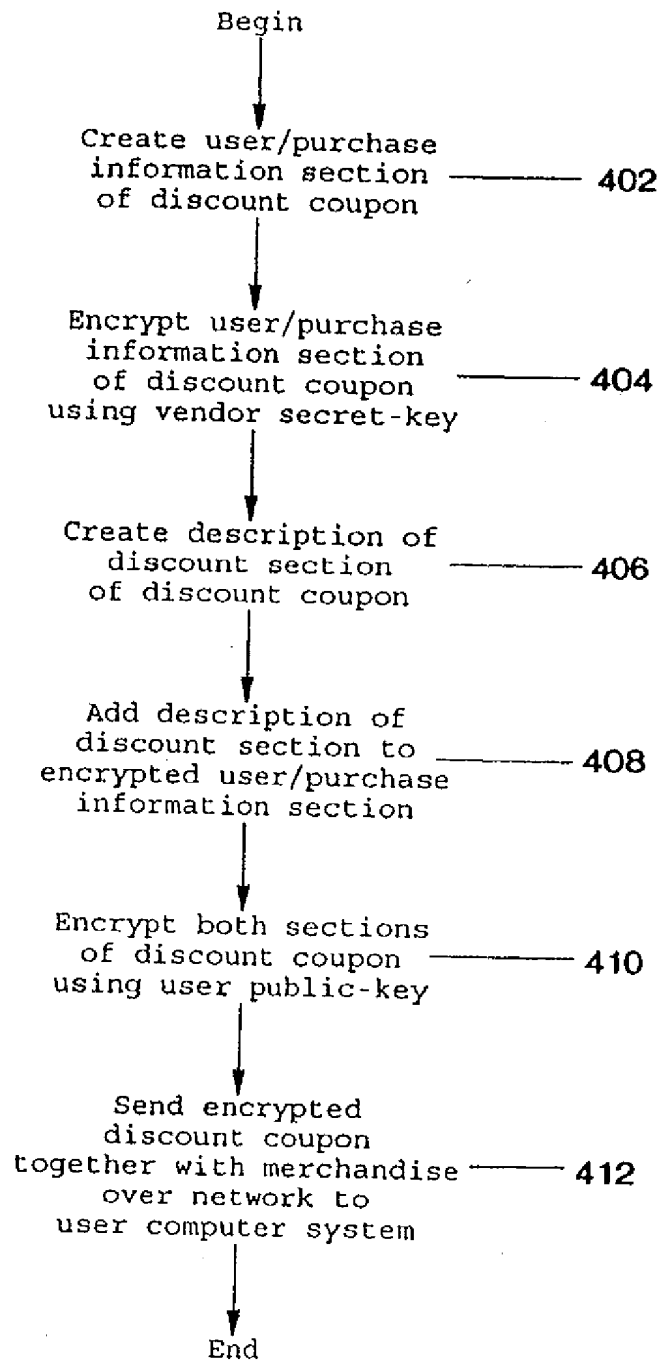 Begin
Create user/purchase
information section
of discount coupon
402
Encrypt user/purchase
information section
of discount coupon
using vendor secret-key
404
Create description of
discount section
of discount coupon
406
Add description of
discount section to
encrypted user/purchase
information section
408
Encrypt both sections
of discount coupon
using user public-key
410
Send encrypted
discount coupon
together with merchandise
over network to
user computer system
412
End